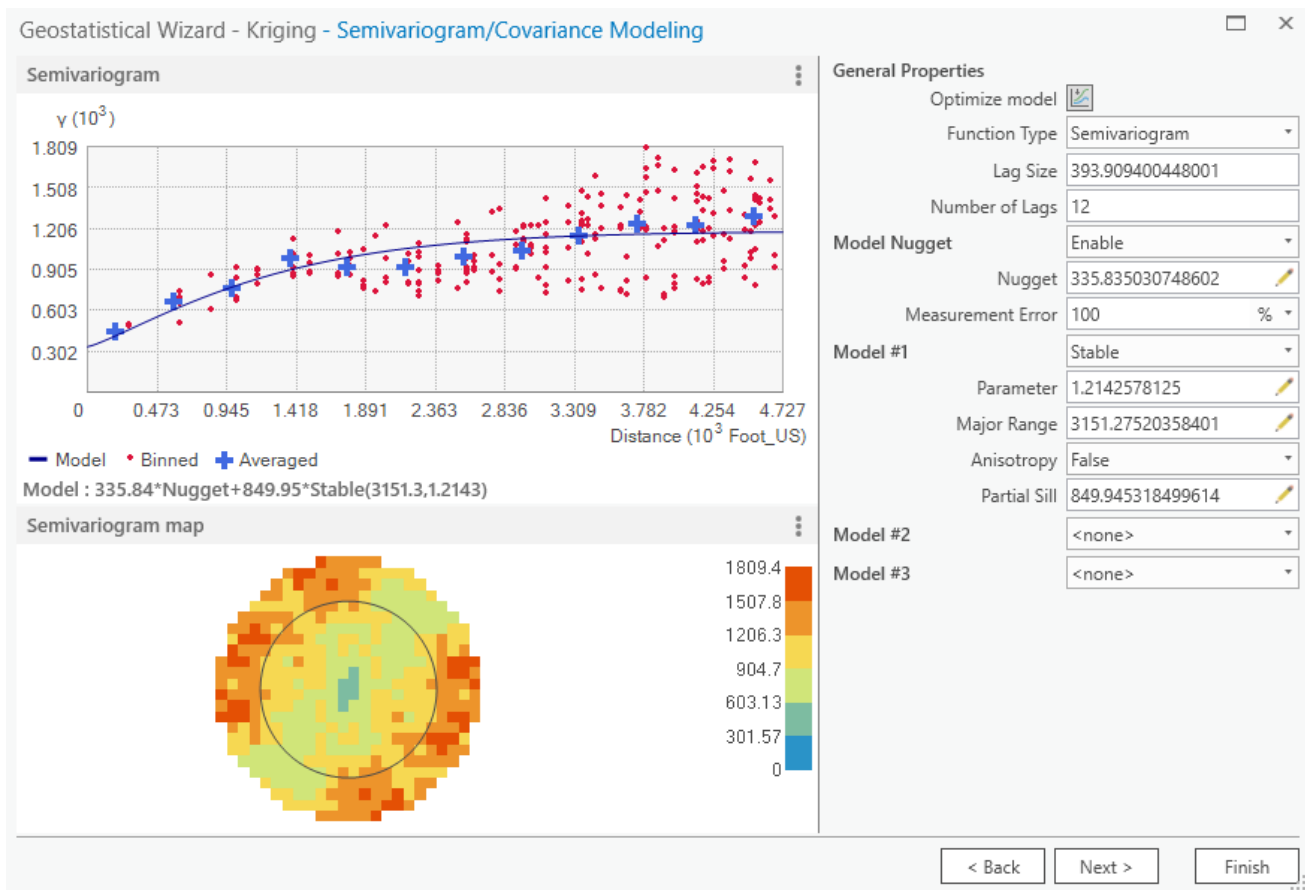 Geostatistical Wizard - Kriging - Semivariogram/Covariance Modeling
Semivariogram
γ (10³)
1.809
1.508
1.206
0.905
0.603
0.302
0 0.473 0.945 1.418 1.891 2.363 2.836 3.309 3.782 4.254 4.727
Distance (10³ Foot_US)
Model Binned Averaged
Model : 335.84*Nugget+849.95*Stable(3151.3,1.2143)
Semivariogram map
1809.4
1507.8
1206.3
904.7
603.13
301.57
0
General Properties
Optimize model
Function Type Semivariogram
Lag Size 393.909400448001
Number of Lags 12
Model Nugget Enable
Nugget 335.835030748602
Measurement Error 100 %
Model #1 Stable
Parameter 1.2142578125
Major Range 3151.27520358401
Anisotropy False
Partial Sill 849.945318499614
Model #2 <none>
Model #3 <none>
< Back Next > Finish